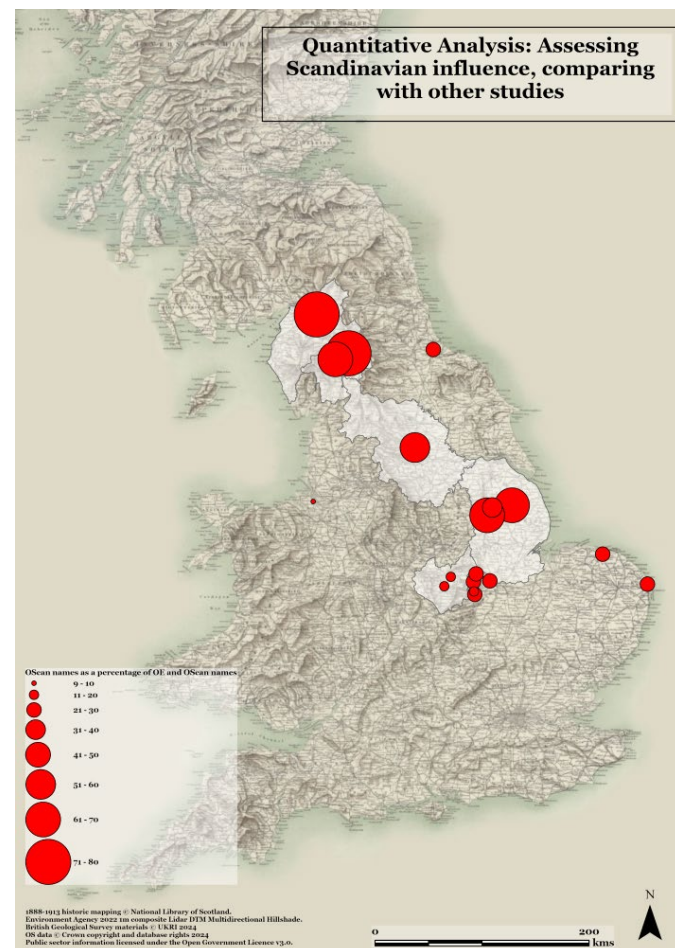 Quantitative Analysis: Assessing
Scandinavian influence, comparing
with other studies
OScan names as a percentage of OE and OScan names
9 - 10
11 - 20
21 - 30
31 - 40
41 - 50
51 - 60
61 - 70
71 - 80
1888-1913 historic mapping © National Library of Scotland.
Environment Agency 2022 1m composite Lidar DTM Multidirectional Hillshade.
British Geological Survey materials © UKRI 2024
OS data © Crown copyright and database rights 2024
Public sector information licensed under the Open Government Licence v3.0.
N
0 200
kms